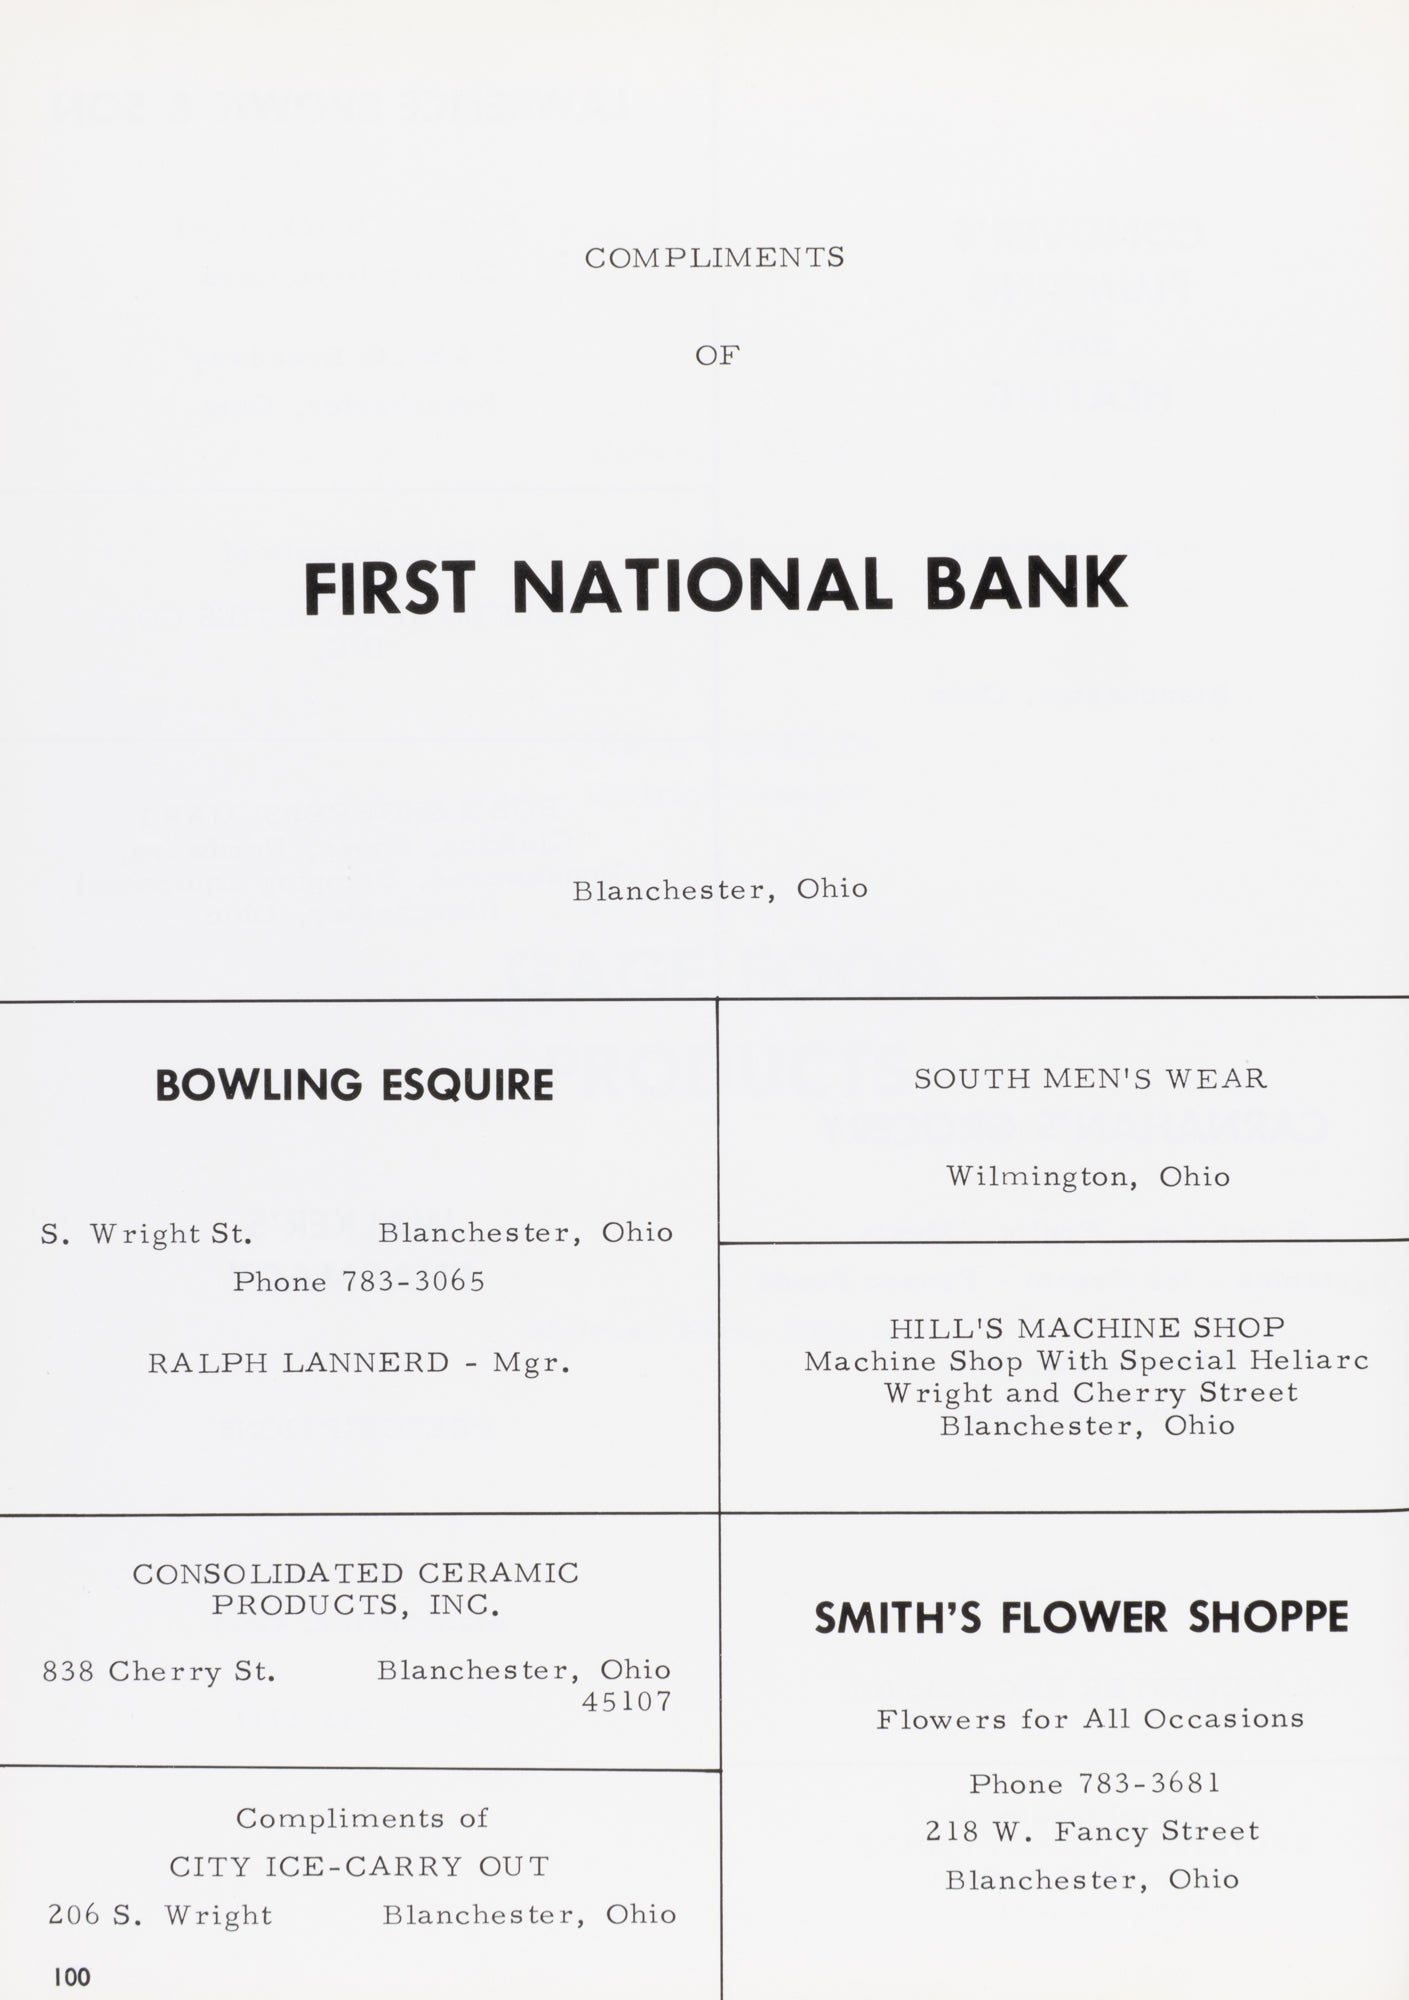 COMPLIMENTS
OF
FIRST NATIONAL BANK
Blanchester, Ohio
BOWLING ESQUIRE
S. Wright St. Blanchester, Ohio
Phone 783-3065
RALPH LANNERD - Mgr.
SOUTH MEN'S WEAR
Wilmington, Ohio
HILL'S MACHINE SHOP
Machine Shop With Special Heliarc
Wright and Cherry Street
Blanchester, Ohio
CONSOLIDATED CERAMIC
PRODUCTS, INC.
838 Cherry St. Blanchester, Ohio
45107
SMITH'S FLOWER SHOPPE
Flowers for All Occasions
Phone 783-3681
218 W. Fancy Street
Blanchester, Ohio
Compliments of
CITY ICE-CARRY OUT
206 S. Wright Blanchester, Ohio
100